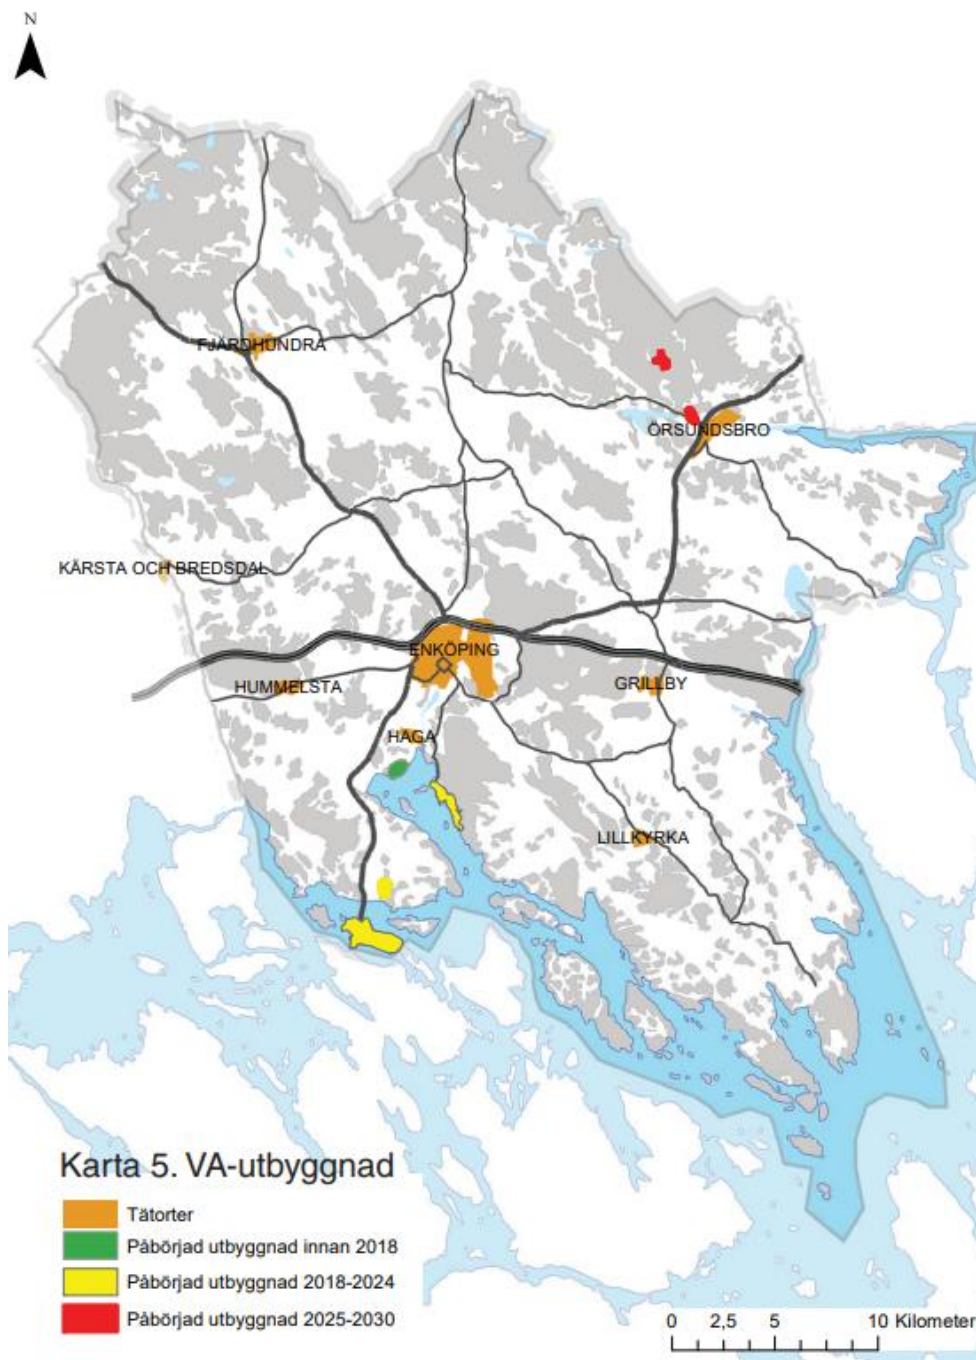 N
FJÄRDHUNDRA
ÖRSUNDSBRO
KÄRSTA OCH BREDSDAL
ENKÖPING
HUMMELSTA
GRILLBY
HAGA
LILLKYRKA
Karta 5. VA-utbyggnad
Tätorter
Påbörjad utbyggnad innan 2018
Påbörjad utbyggnad 2018-2024
Påbörjad utbyggnad 2025-2030
0 2,5 5 10 Kilometer